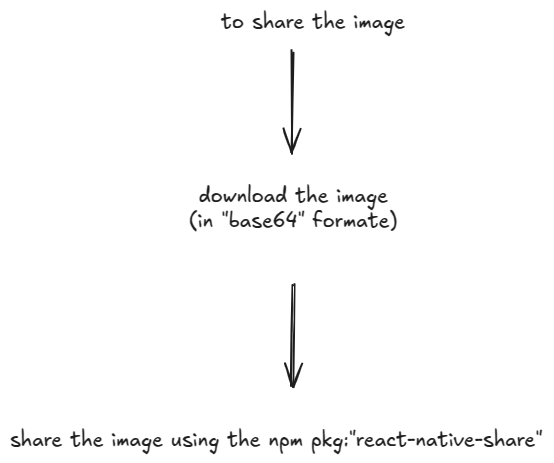 to share the image
download the image
(in "base64" formate)
share the image using the npm pkg:"react-native-share"